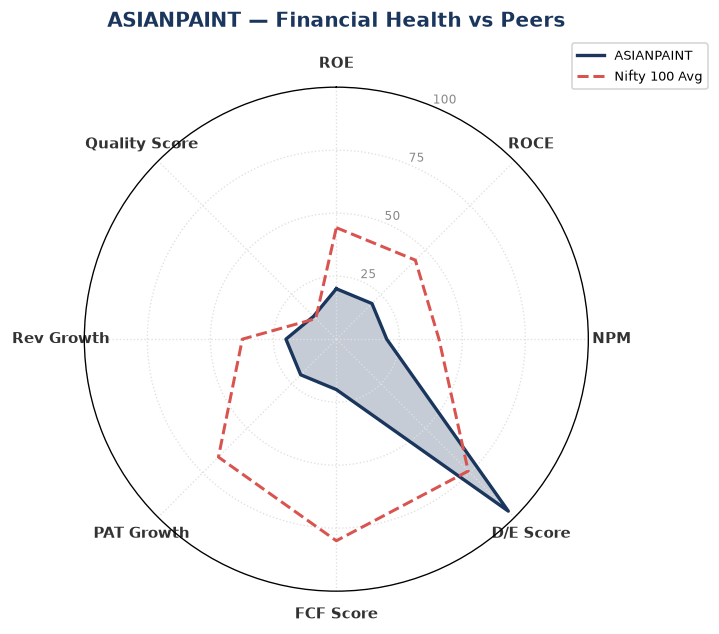 ASIANPAINT — Financial Health vs Peers
ASIANPAINT
Nifty 100 Avg
ROE
100
Quality Score
ROCE
75
50
25
Rev Growth
NPM
PAT Growth
D/E Score
FCF Score